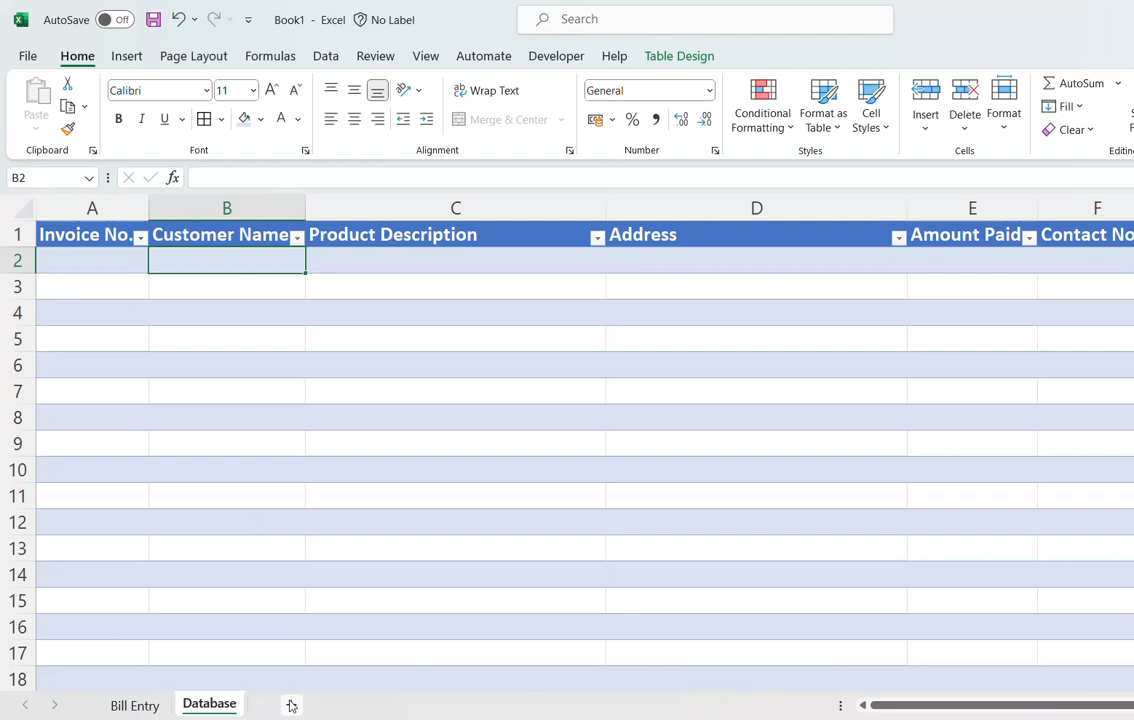 AutoSave Off Book1 - Excel No Label Search
File Home Insert Page Layout Formulas Data Review View Automate Developer Help Table Design
Calibri 11 Wrap Text General AutoSum
Paste Conditional Format as Cell Insert Delete Format Fill
B I U A Merge & Center % Formatting Table Styles Clear
Clipboard Font Alignment Number Styles Cells Editing
B2 fx
A B C D E F
1 Invoice No. Customer Name Product Description Address Amount Paid Contact No
2
3
4
5
6
7
8
9
10
11
12
13
14
15
16
17
18
Bill Entry Database